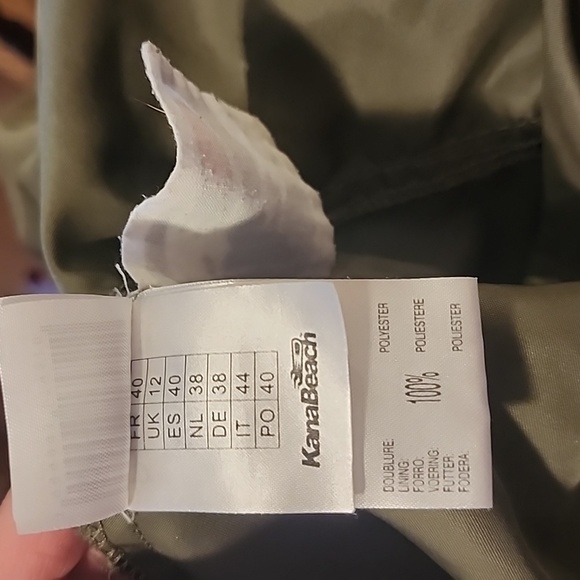 KanaBeach
FR 40
UK 12
ES 40
NL 38
DE 38
IT 44
PO 40
DOUBLURE:
LINING:
FORRO:
VOERING:
FUTTER
FODERA:
100%
POLYESTER
POLIESTERE
POLIESTER